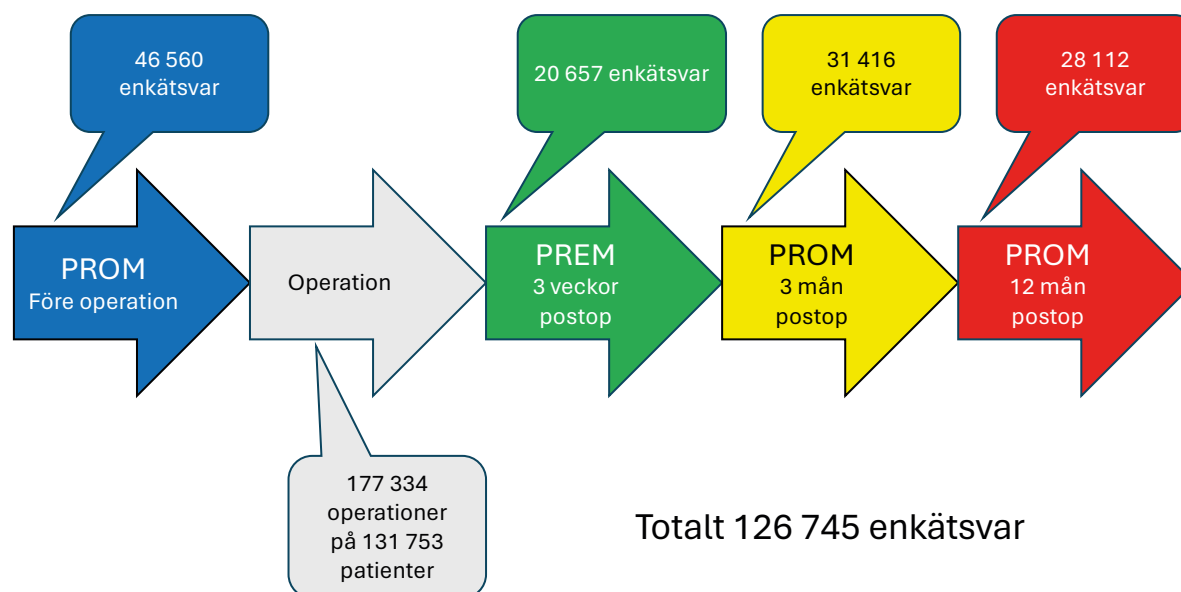 46 560
enkätsvar
20 657 enkätsvar
31 416
enkätsvar
28 112
enkätsvar
PROM
Före operation
Operation
PREM
3 veckor
postop
PROM
3 mån
postop
PROM
12 mån
postop
177 334
operationer
på 131 753
patienter
Totalt 126 745 enkätsvar